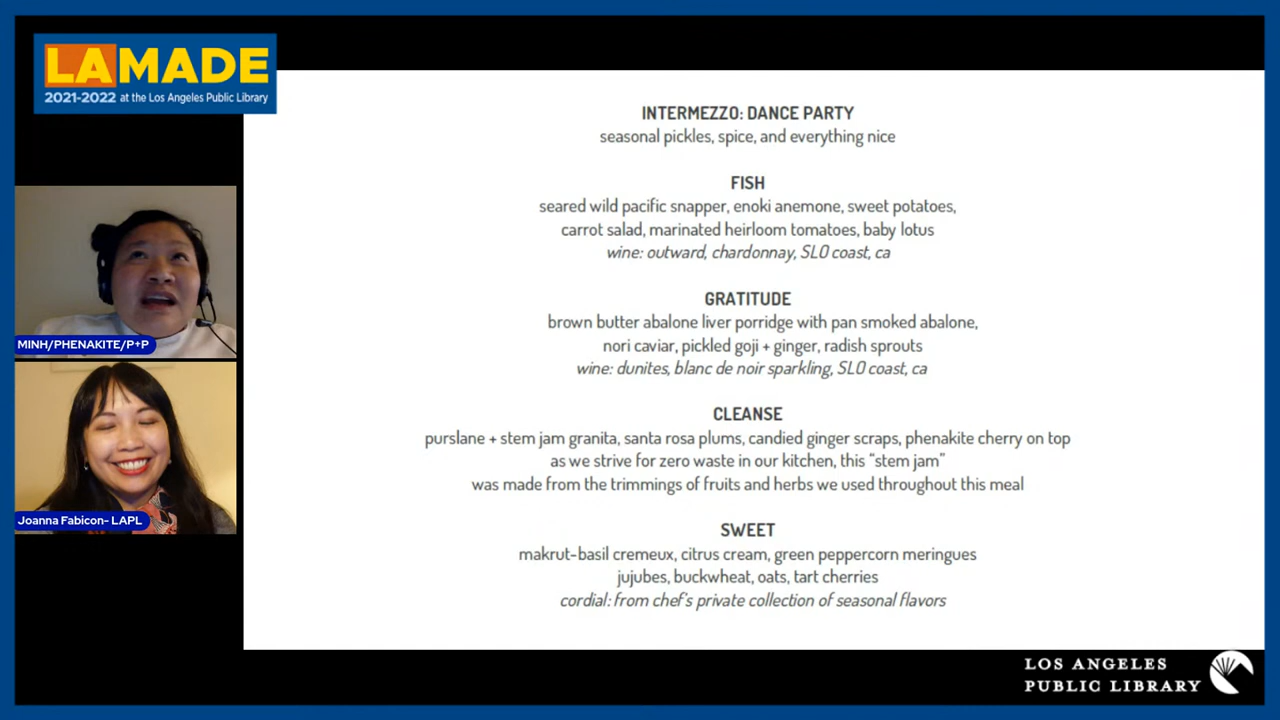 LAMADE
2021-2022 at the Los Angeles Public Library
INTERMEZZO: DANCE PARTY
seasonal pickles, spice, and everything nice
FISH
seared wild pacific snapper, enoki anemone, sweet potatoes,
carrot salad, marinated heirloom tomatoes, baby lotus
wine: outward, chardonnay, SLO coast, ca
GRATITUDE
brown butter abalone liver porridge with pan smoked abalone,
nori caviar, pickled goji + ginger, radish sprouts
wine: dunites, blanc de noir sparkling, SLO coast, ca
CLEANSE
purslane + stem jam granita, santa rosa plums, candied ginger scraps, phenakite cherry on top
as we strive for zero waste in our kitchen, this “stem jam”
was made from the trimmings of fruits and herbs we used throughout this meal
SWEET
makrut-basil cremeux, citrus cream, green peppercorn meringues
jujubes, buckwheat, oats, tart cherries
cordial: from chef's private collection of seasonal flavors
MINH/PHENAKITE/P+P
Joanna Fabicon- LAPL
LOS ANGELES
PUBLIC LIBRARY